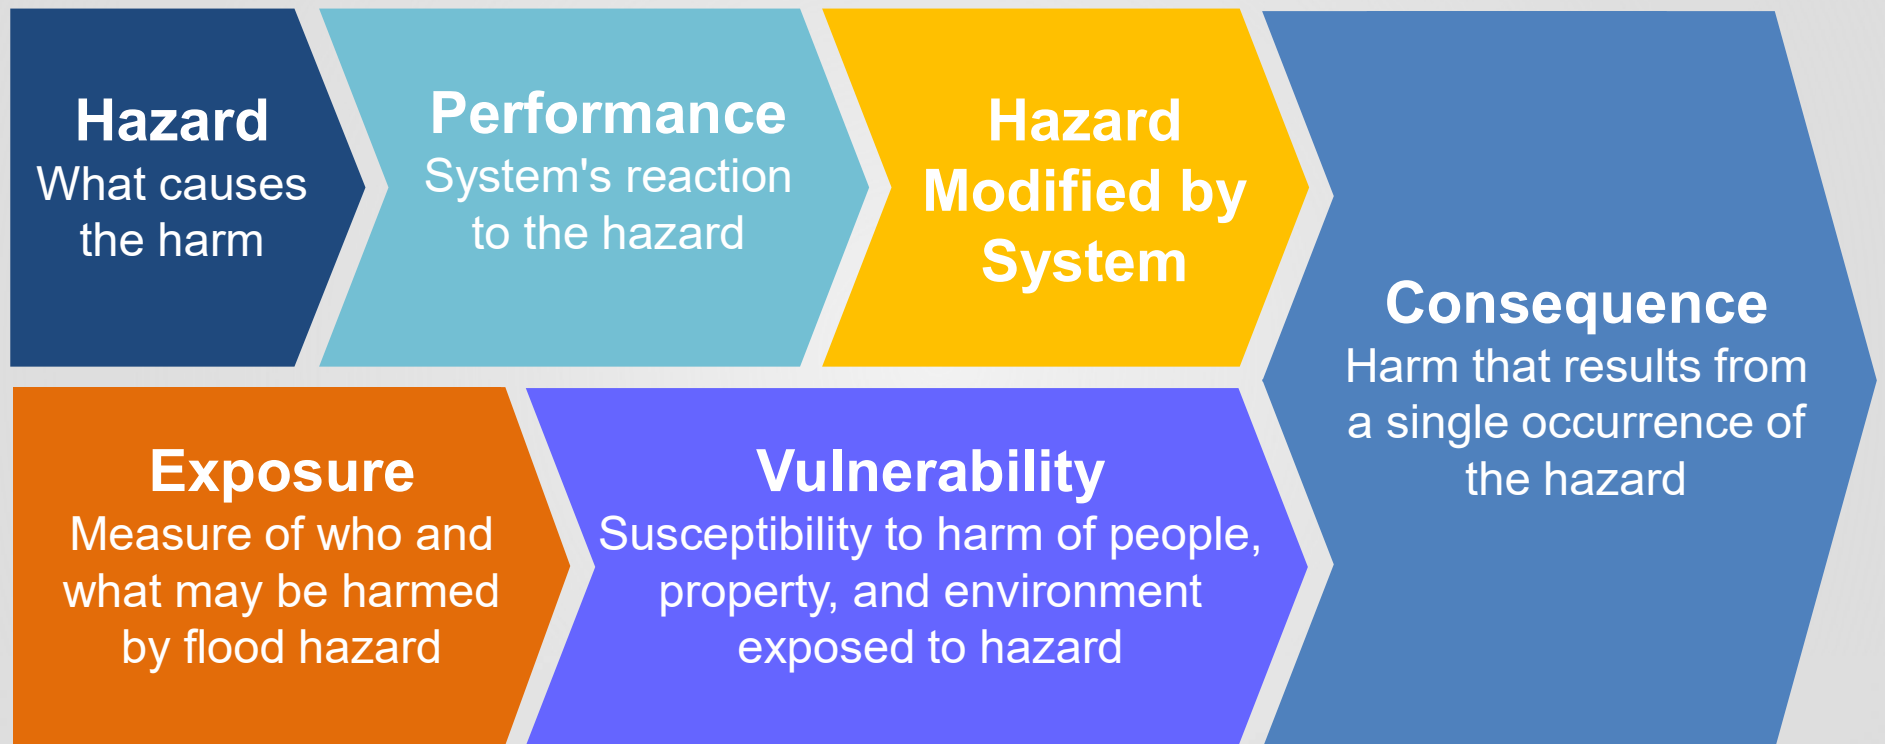 Hazard
What causes
the harm
Performance
System's reaction
to the hazard
Hazard
Modified by
System
Consequence
Harm that results from
a single occurrence of
the hazard
Exposure
Measure of who and
what may be harmed
by flood hazard
Vulnerability
Susceptibility to harm of people,
property, and environment
exposed to hazard